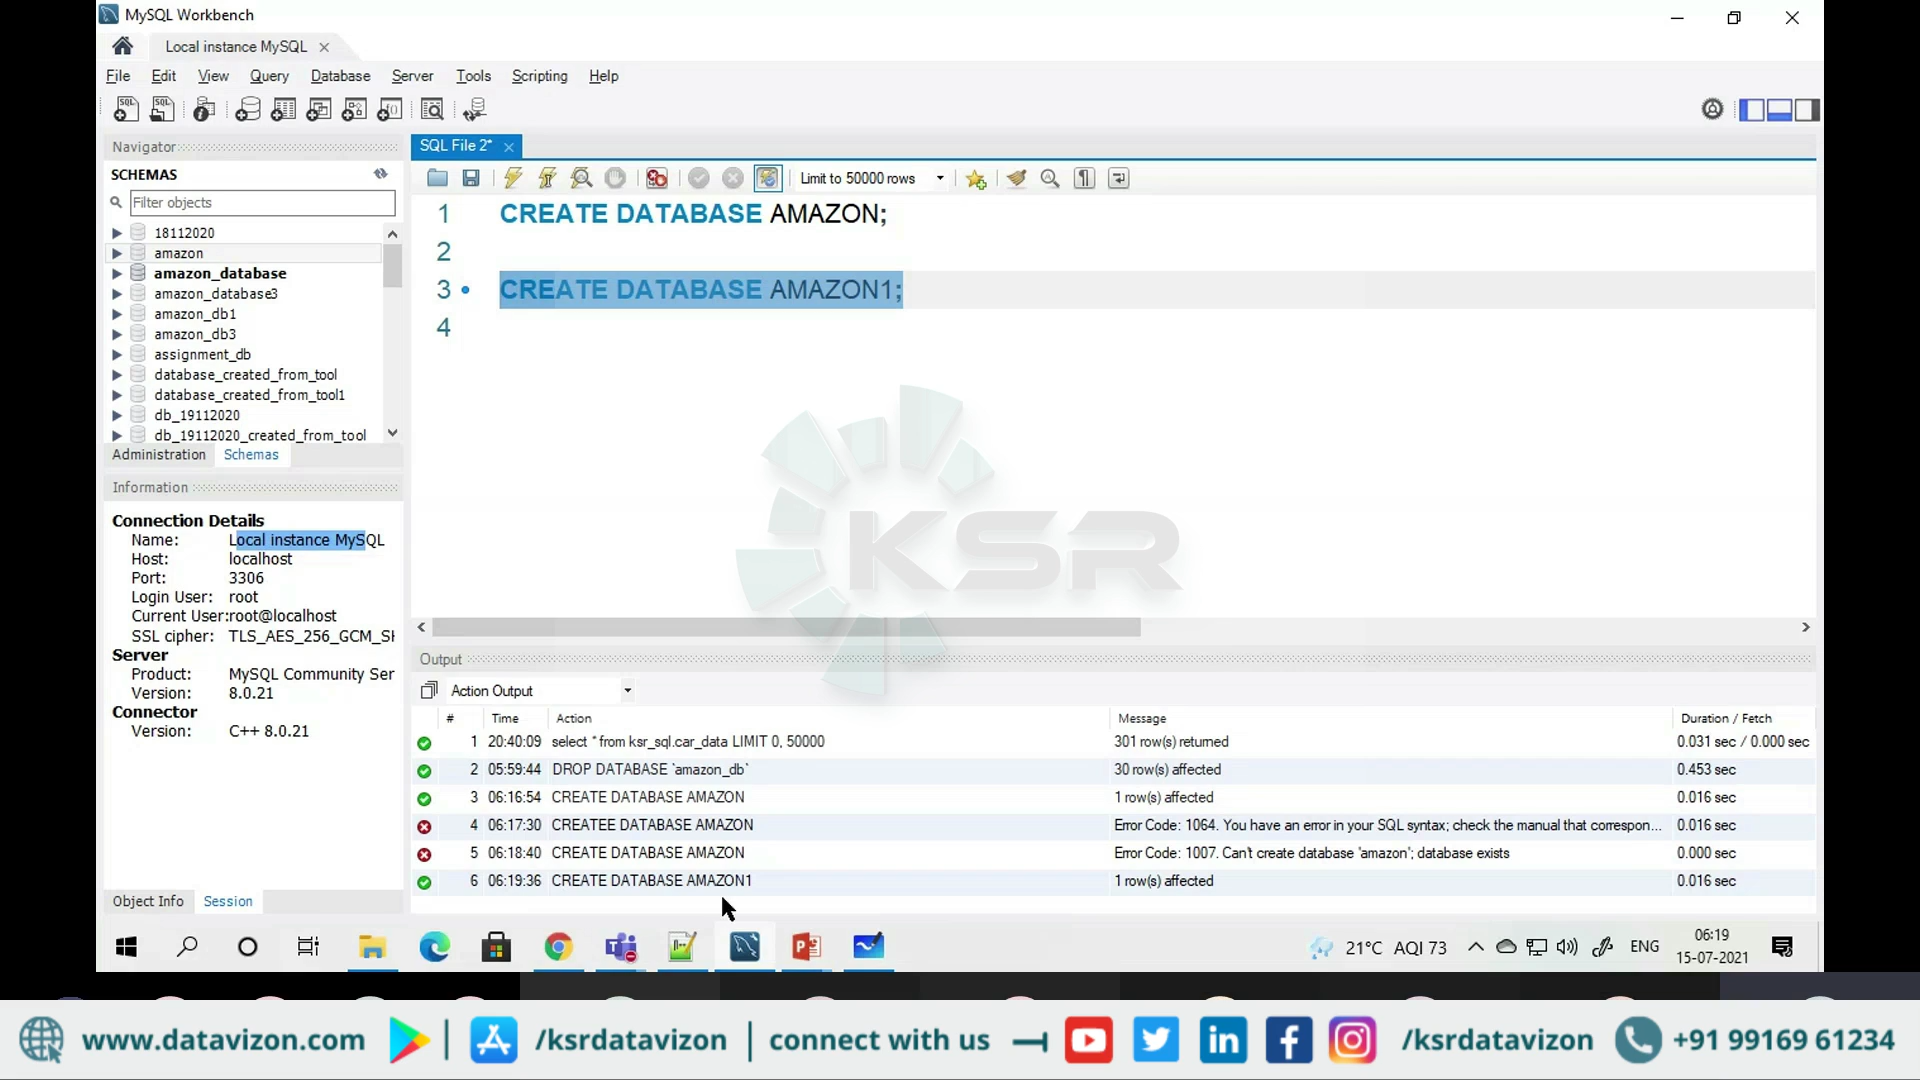 MySQL Workbench
Local instance MySQL
File Edit View Query Database Server Tools Scripting Help
Navigator
SCHEMAS
Filter objects
18112020
amazon
amazon_database
amazon_database3
amazon_db1
amazon_db3
assignment_db
database_created_from_tool
database_created_from_tool1
db_19112020
db_19112020_created_from_tool
Administration Schemas
Information
Connection Details
Name: Local instance MySQL
Host: localhost
Port: 3306
Login User: root
Current User:root@localhost
SSL cipher: TLS_AES_256_GCM_SH
Server
Product: MySQL Community Ser
Version: 8.0.21
Connector
Version: C++ 8.0.21
Object Info Session
SQL File 2*
Limit to 50000 rows
1 CREATE DATABASE AMAZON;
2
3 CREATE DATABASE AMAZON1;
4
KSR
Output
Action Output
# Time Action Message Duration / Fetch
1 20:40:09 select * from ksr_sql.car_data LIMIT 0, 50000 301 row(s) returned 0.031 sec / 0.000 sec
2 05:59:44 DROP DATABASE `amazon_db` 30 row(s) affected 0.453 sec
3 06:16:54 CREATE DATABASE AMAZON 1 row(s) affected 0.016 sec
4 06:17:30 CREATEE DATABASE AMAZON Error Code: 1064. You have an error in your SQL syntax; check the manual that correspon... 0.016 sec
5 06:18:40 CREATE DATABASE AMAZON Error Code: 1007. Can't create database 'amazon'; database exists 0.000 sec
6 06:19:36 CREATE DATABASE AMAZON1 1 row(s) affected 0.016 sec
21°C AQI 73 ENG 06:19
15-07-2021
www.datavizon.com | /ksrdatavizon | connect with us /ksrdatavizon +91 99169 61234